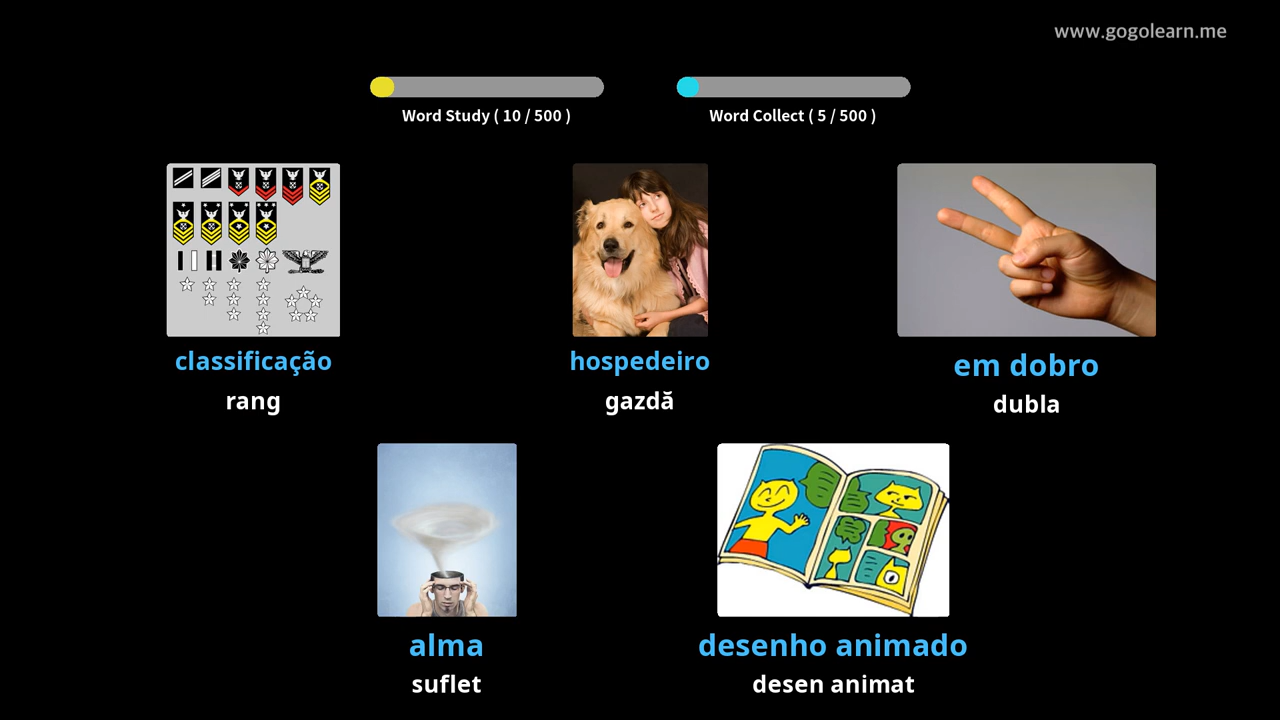 www.gogolearn.me
Word Study ( 10 / 500 )
Word Collect ( 5 / 500 )
classificação
rang
hospedeiro
gazdă
em dobro
dubla
alma
suflet
desenho animado
desen animat